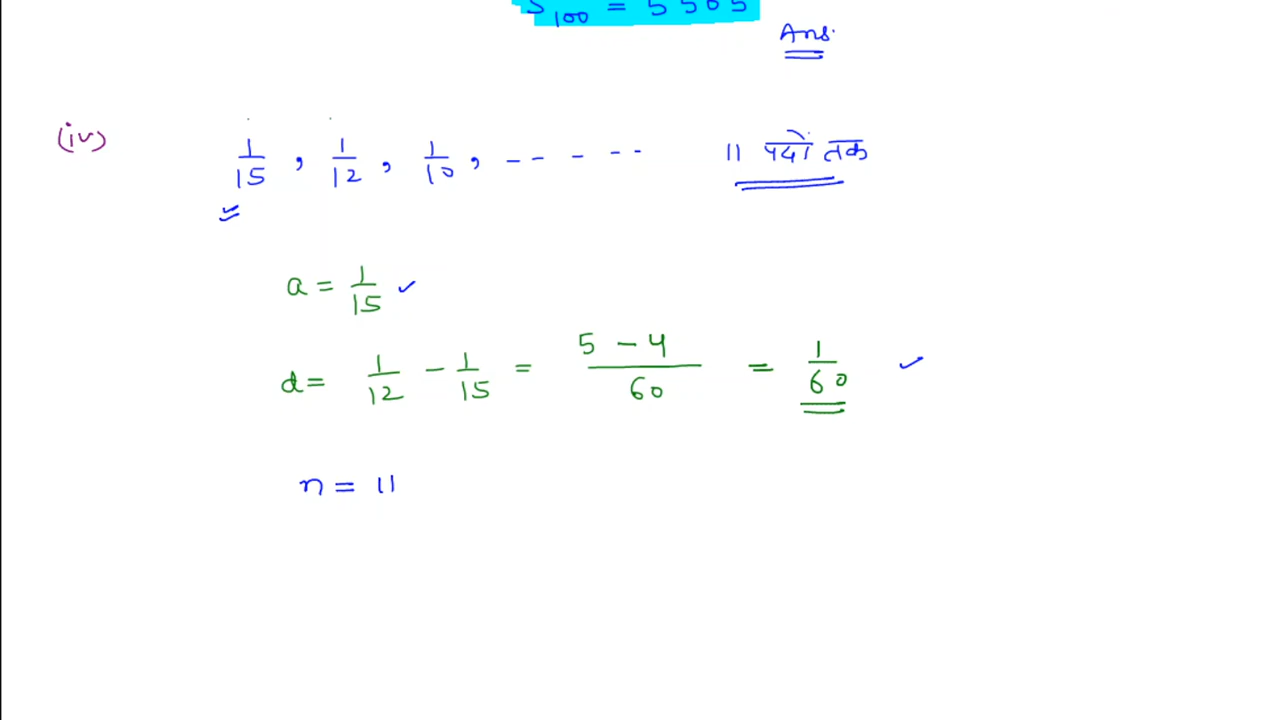 S₁₀₀ = 5505
Ans.
(iv) 1/15 , 1/12 , 1/10 , -- - -- 11 पदों तक
a = 1/15 ✓
d = 1/12 - 1/15 = (5 - 4)/60 = 1/60 ✓
n = 11